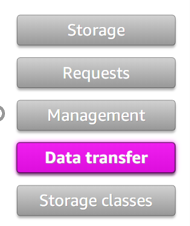 Storage
Requests
Management
Data transfer
Storage classes